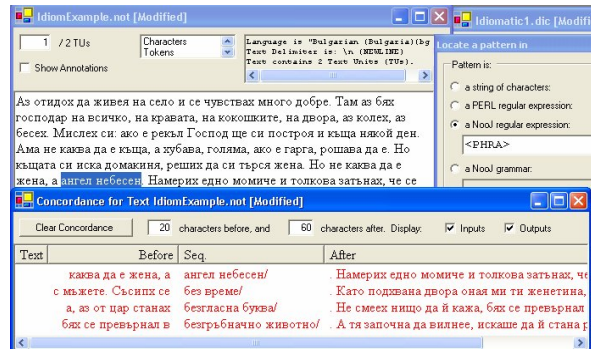 IdiomExample.not [Modified]
1 / 2 TUs
Show Annotations
Characters
Tokens
Language is "Bulgarian (Bulgaria)(bg
Text Delimiter is: \n (NEWLINE)
Text contains 2 Text Units (TUs).
Аз отидох да живея на село и се чувствах много добре. Там аз бях
господар на всичко, на кравата, на кокошките, на двора, аз колех, аз
бесех. Мислех си: ако е рекъл Господ ще си построя и къща някой ден.
Ама не каква да е къща, а хубава, голяма, ако е гарга, рошава да е. Но
къщата си иска домакиня, реших да си търся жена. Но не каква да е
жена, а ангел небесен. Намерих едно момиче и толкова затънах, че се
Idiomatic1.dic [Modifi
Locate a pattern in
Pattern is:
a string of characters:
a PERL regular expression:
a NooJ regular expression:
<PHRA>
a NooJ grammar:
Concordance for Text IdiomExample.not [Modified]
Clear Concordance 20 characters before, and 60 characters after. Display: Inputs Outputs
Text Before Seq. After
каква да е жена, а ангел небесен/ . Намерих едно момиче и толкова затънах, че
с мъжете. Съсипх се без време/ . Като подхвана двора оная ми ти женетина,
а, аз от цар станах безгласна буква/ . Не смеех нищо да й кажа, бях се превърнал
бях се превърнал в безгръбначно животно/ . А тя започна да вилнее, искаше да й стана р